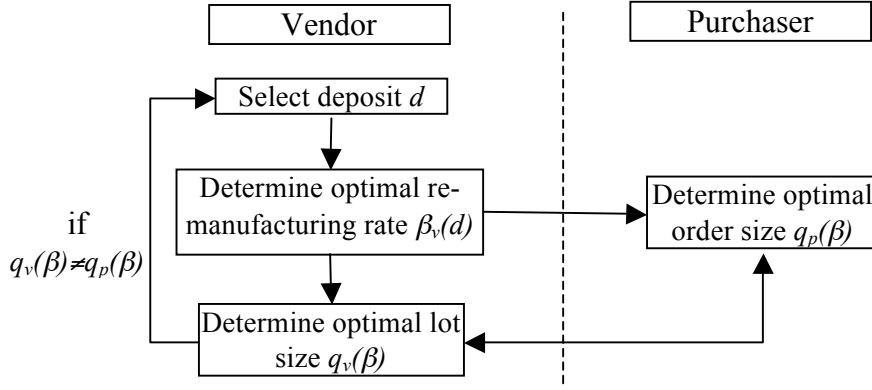 Vendor
Purchaser
Select deposit d
Determine optimal re-
manufacturing rate βv(d)
Determine optimal
order size qp(β)
if
qv(β)≠qp(β)
Determine optimal lot
size qv(β)